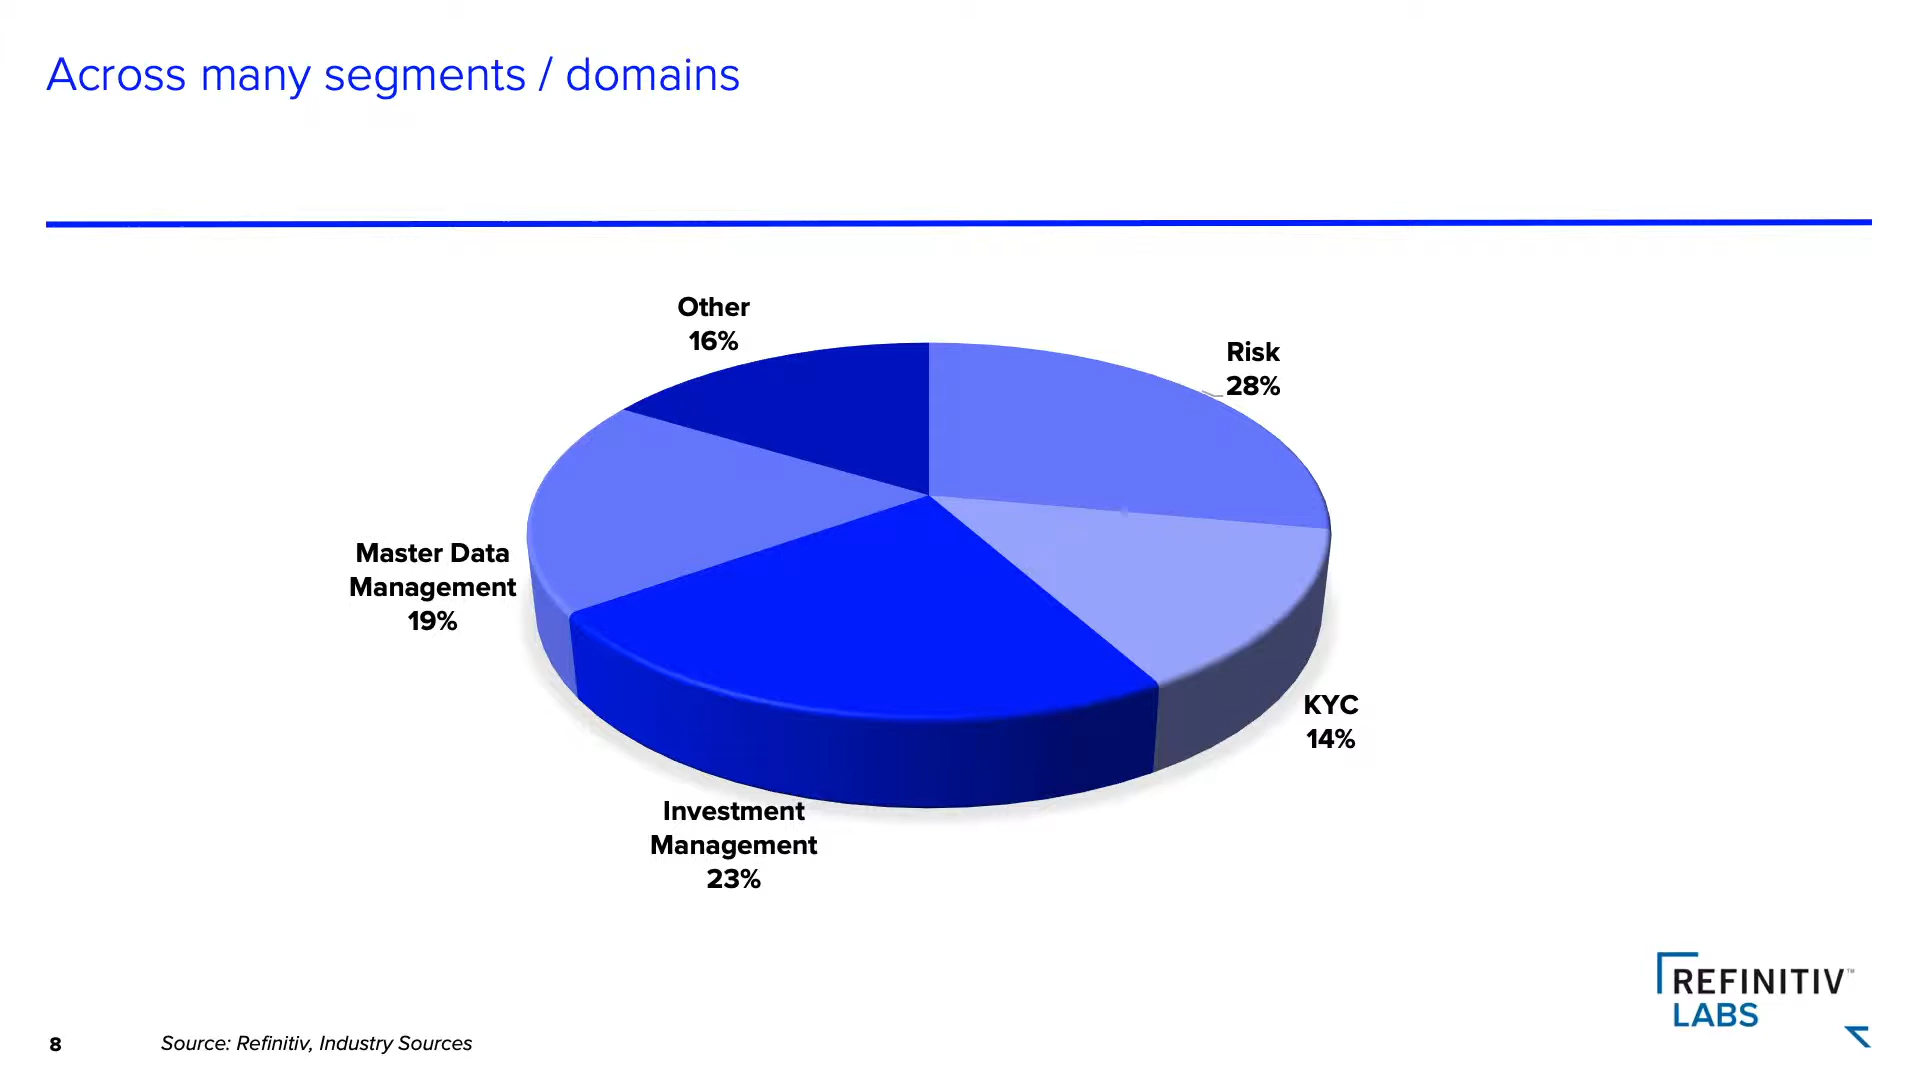 Across many segments / domains
Other
16%
Risk
28%
Master Data
Management
19%
KYC
14%
Investment
Management
23%
REFINITIV™
LABS
8
Source: Refinitiv, Industry Sources